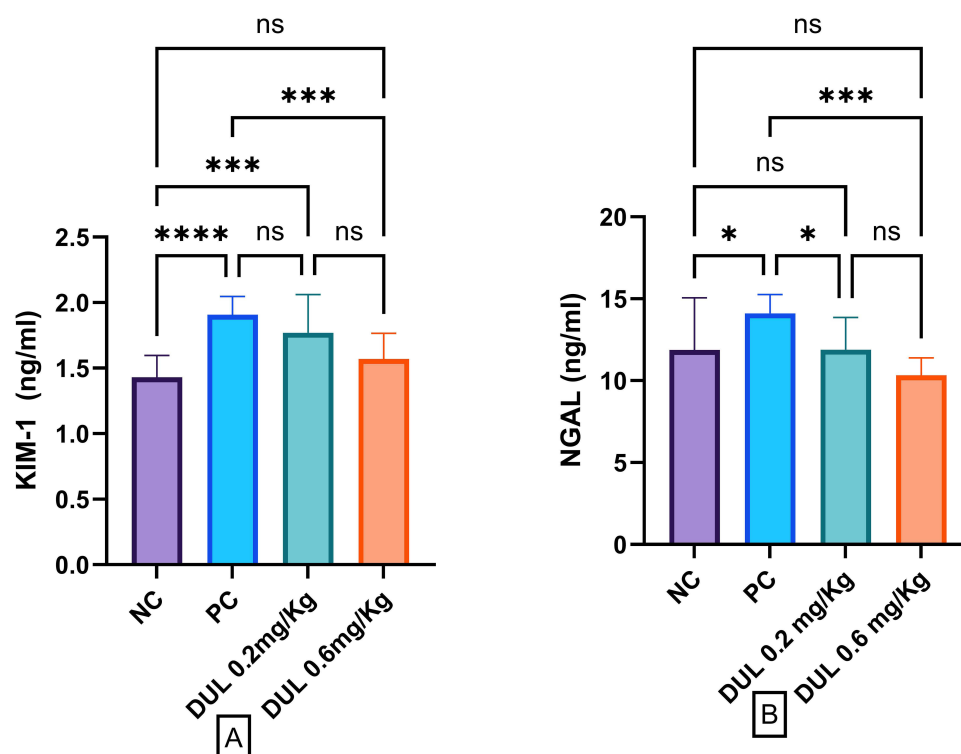 ns
***
***
****
ns
ns
2.5
2.0
1.5
1.0
0.5
0.0
KIM-1 (ng/ml)
NC
PC
DUL 0.2mg/Kg
DUL 0.6mg/Kg
A
ns
***
ns
*
*
ns
20
15
10
5
0
NGAL (ng/ml)
NC
PC
DUL 0.2 mg/Kg
DUL 0.6 mg/Kg
B